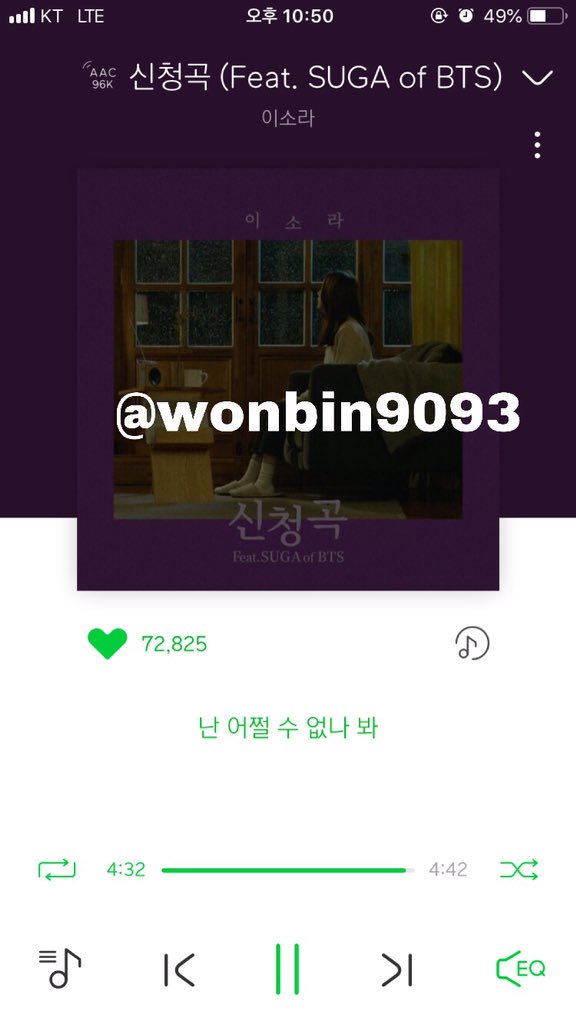 KT LTE 오후 10:50 49%
AAC 96K 신청곡 (Feat. SUGA of BTS)
이소라
이 소 라
@wonbin9093
신청곡
Feat.SUGA of BTS
72,825
난 어쩔 수 없나 봐
4:32 4:42
EQ